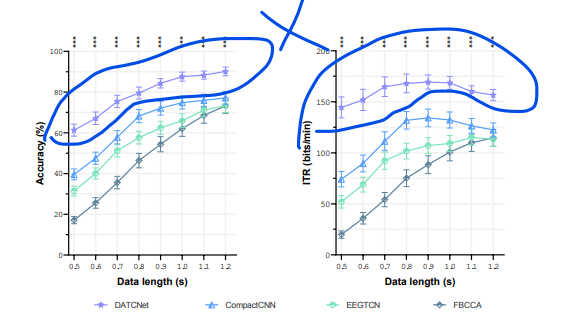 *** *** *** *** *** *** *** ***
100
80
60
40
20
0
Accuracy (%)
0.5 0.6 0.7 0.8 0.9 1.0 1.1 1.2
Data length (s)
*** *** *** *** *** *** *** ***
200
150
100
50
0
ITR (bits/min)
0.5 0.6 0.7 0.8 0.9 1.0 1.1 1.2
Data length (s)
DATCNet CompactCNN EEGTCN FBCCA